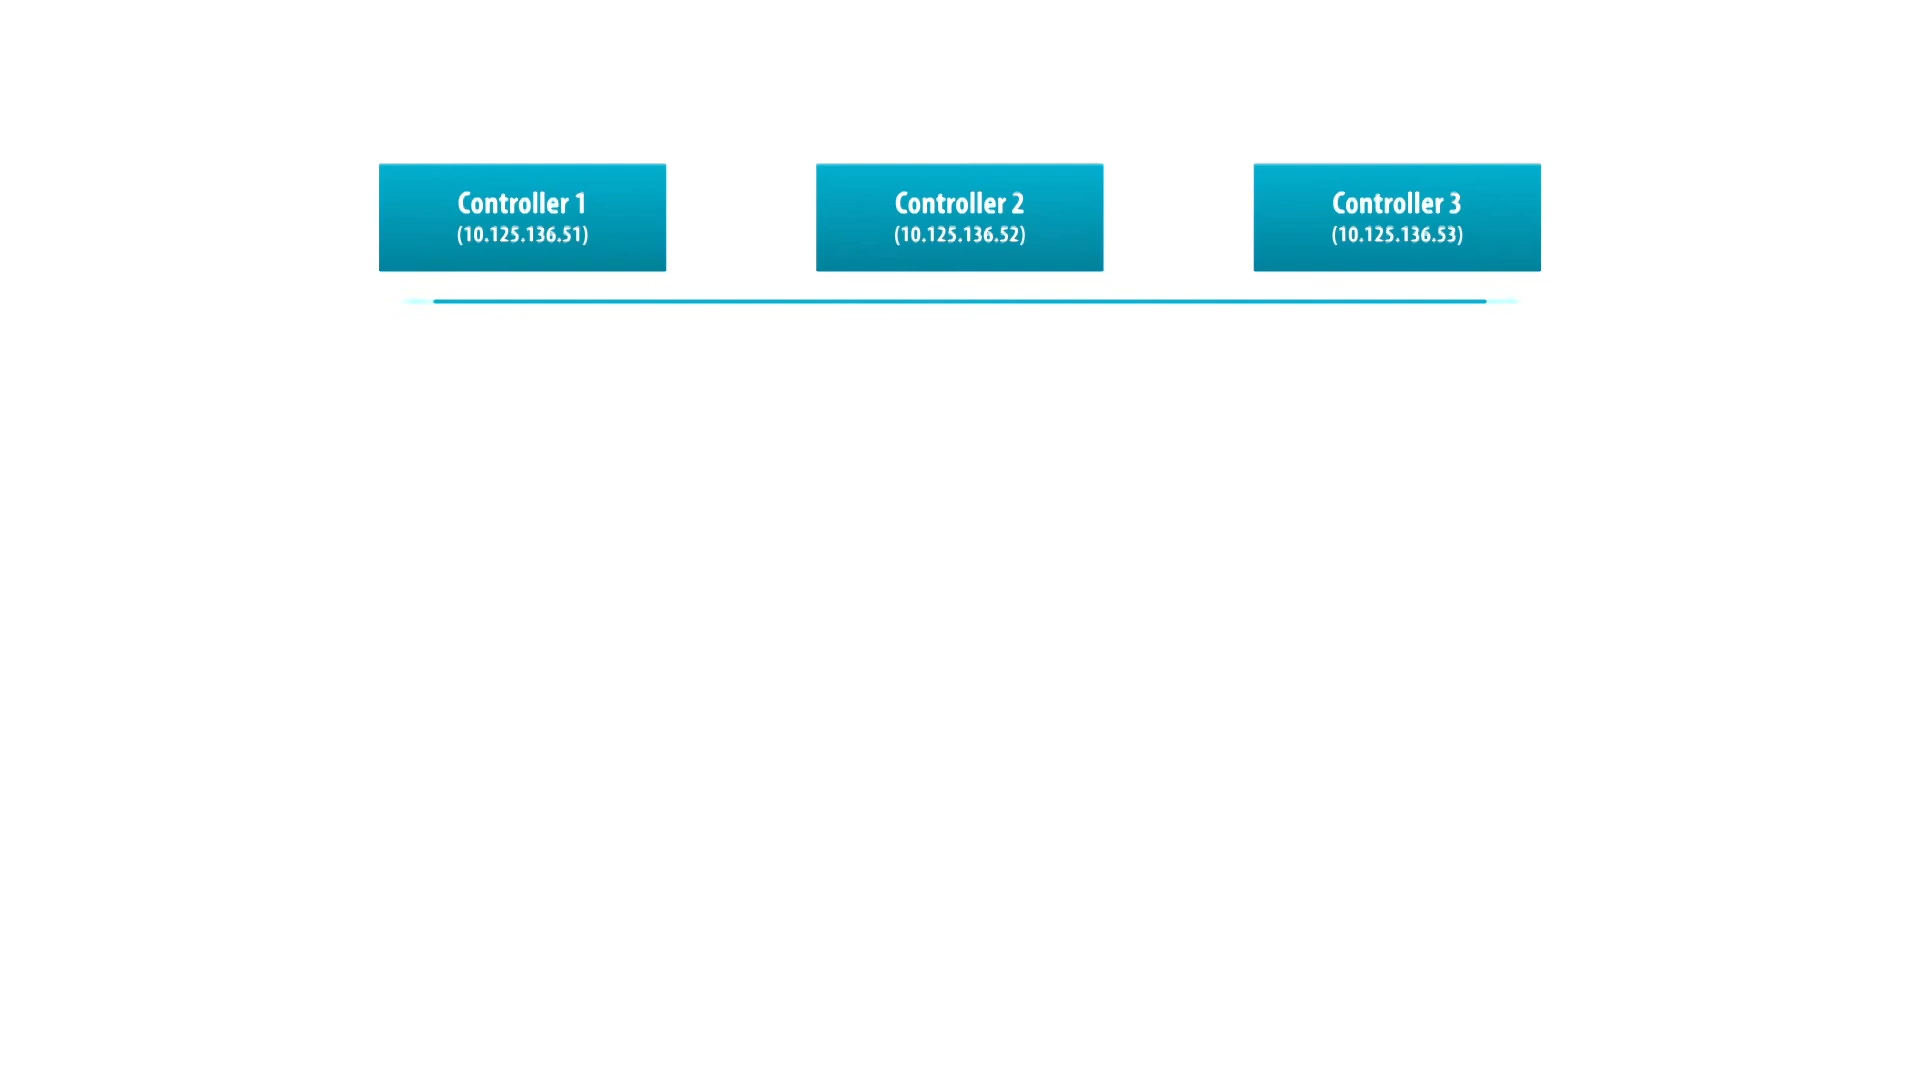 Controller 1
(10.125.136.51)
Controller 2
(10.125.136.52)
Controller 3
(10.125.136.53)